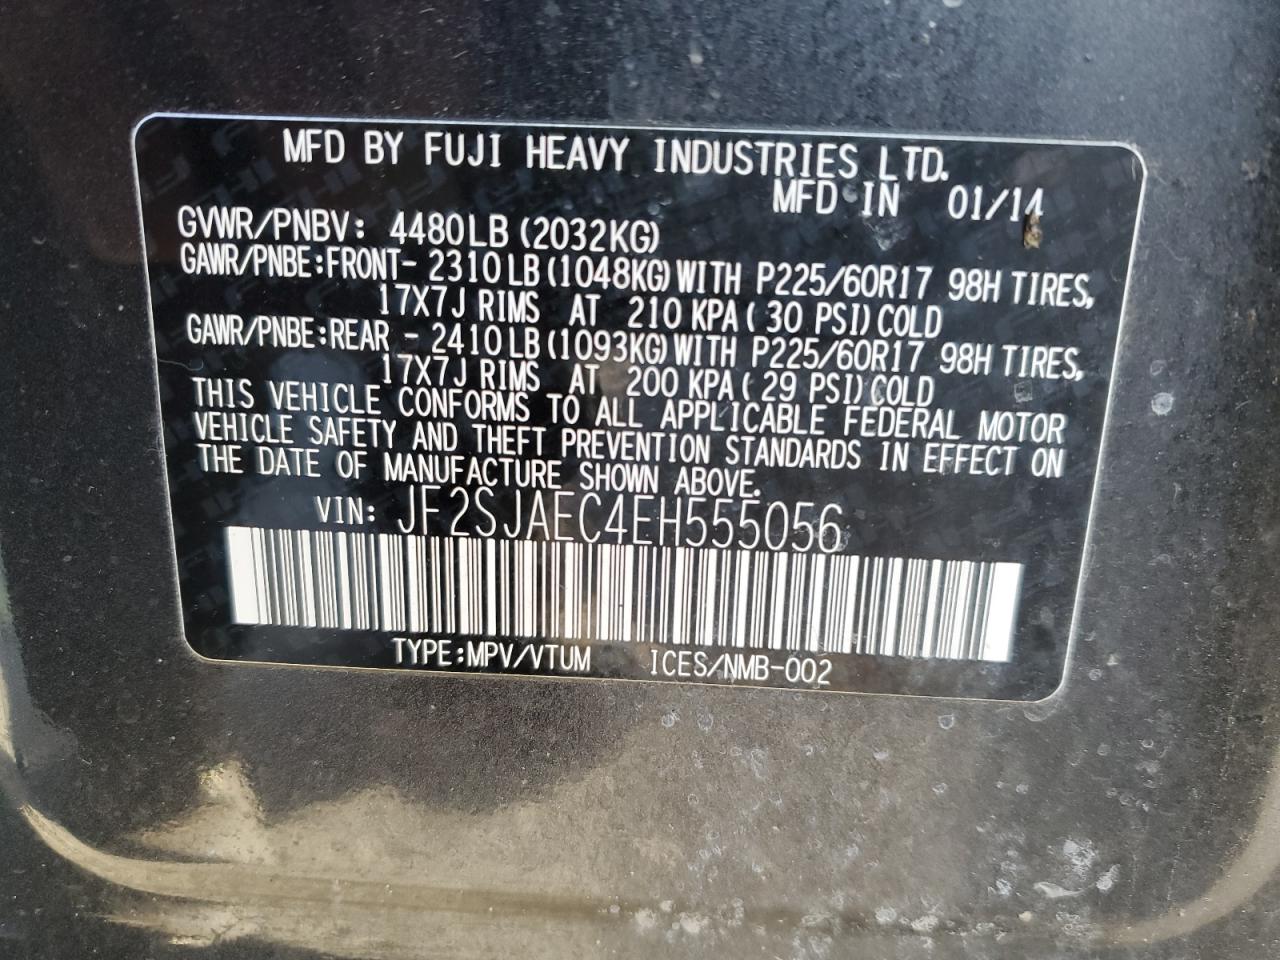 MFD BY FUJI HEAVY INDUSTRIES LTD.
MFD IN 01/14
GVWR/PNBV: 4480LB (2032KG)
GAWR/PNBE:FRONT- 2310LB (1048KG) WITH P225/60R17 98H TIRES,
17X7J RIMS AT 210 KPA ( 30 PSI) COLD
GAWR/PNBE:REAR - 2410LB (1093KG) WITH P225/60R17 98H TIRES,
17X7J RIMS AT 200 KPA ( 29 PSI) COLD
THIS VEHICLE CONFORMS TO ALL APPLICABLE FEDERAL MOTOR
VEHICLE SAFETY AND THEFT PREVENTION STANDARDS IN EFFECT ON
THE DATE OF MANUFACTURE SHOWN ABOVE.
VIN: JF2SJAEC4EH555056
TYPE:MPV/VTUM ICES/NMB-002